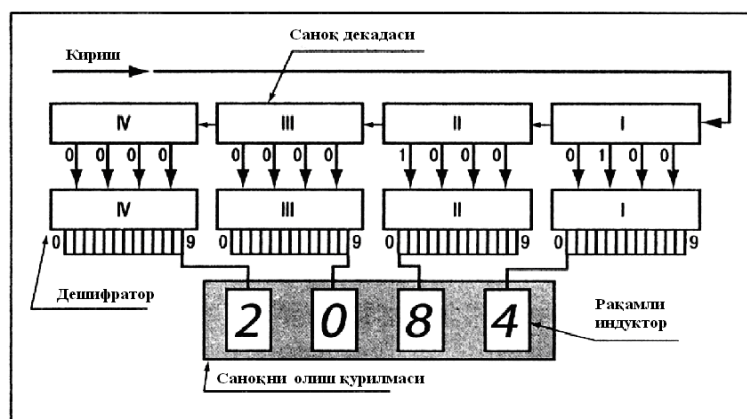 Саноқ декадаси
Кириш
IV III II I
0 0 0 0 0 0 0 0 1 0 0 0 0 1 0 0
IV III II I
0 9 0 9 0 9 0 9
Дешифратор
2 0 8 4
Рақамли
индуктор
Саноқни олиш қурилмаси